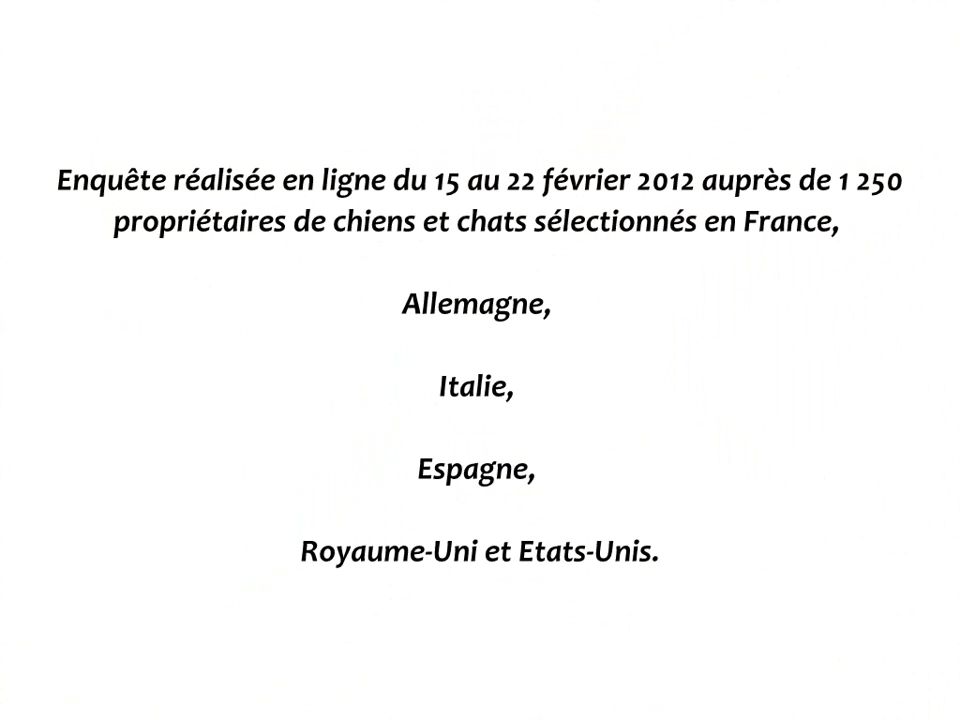 Enquête réalisée en ligne du 15 au 22 février 2012 auprès de 1 250
propriétaires de chiens et chats sélectionnés en France,
Allemagne,
Italie,
Espagne,
Royaume-Uni et Etats-Unis.